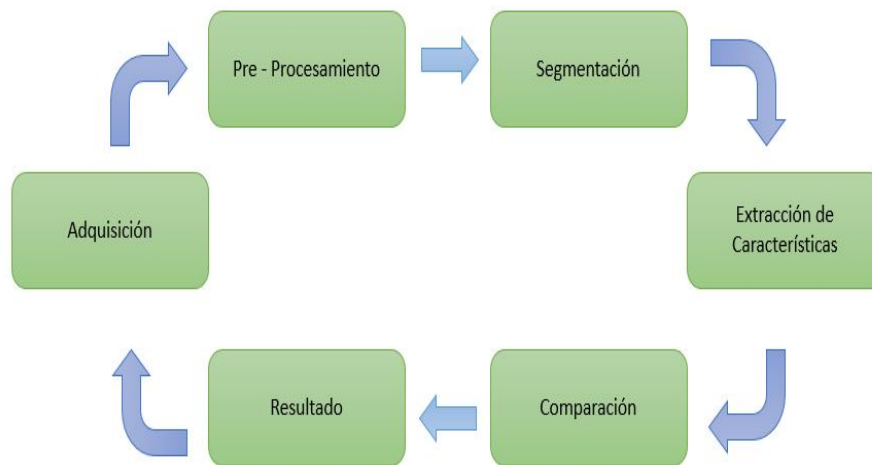 Pre - Procesamiento
Segmentación
Adquisición
Extracción de
Características
Resultado
Comparación